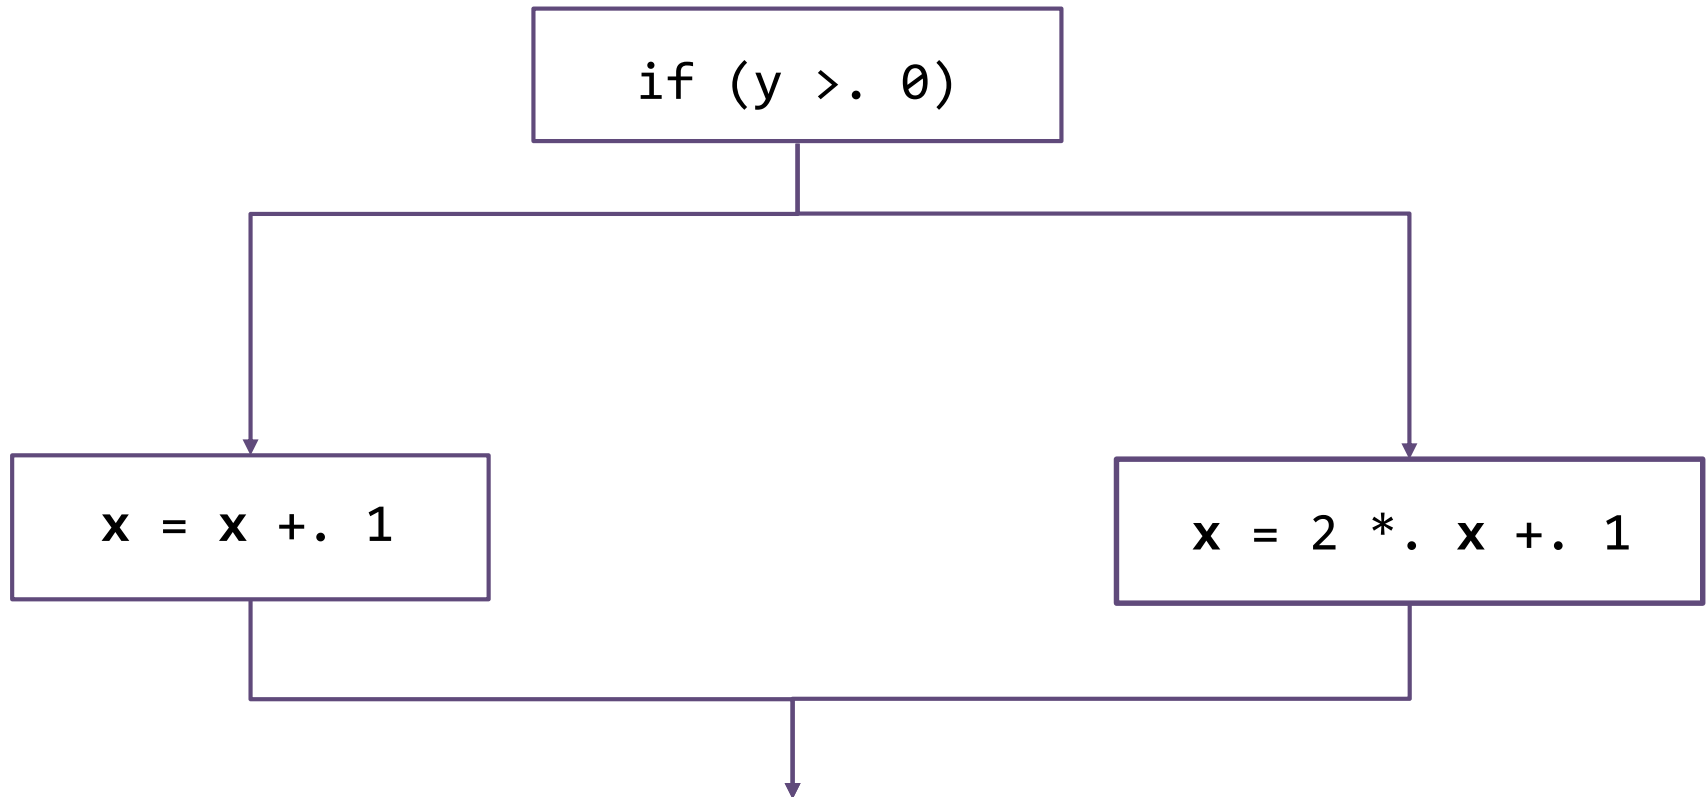 if (y >. 0)
x = x +. 1
x = 2 *. x +. 1